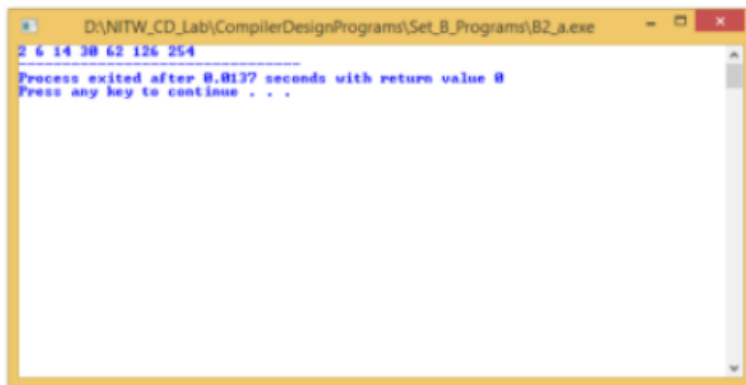 D:\NITW_CD_Lab\CompilerDesignPrograms\Set_B_Programs\B2_a.exe
2 6 14 30 62 126 254
--------------------------------
Process exited after 0.0137 seconds with return value 0
Press any key to continue . . .